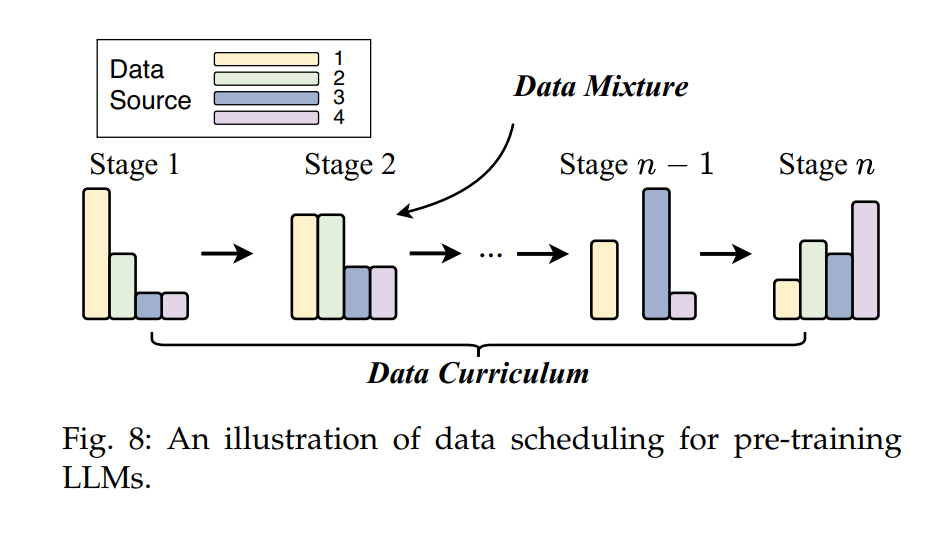 Data
Source
1
2
3
4
Data Mixture
Stage 1
Stage 2
Stage n − 1
Stage n
...
Data Curriculum
Fig. 8: An illustration of data scheduling for pre-training
LLMs.